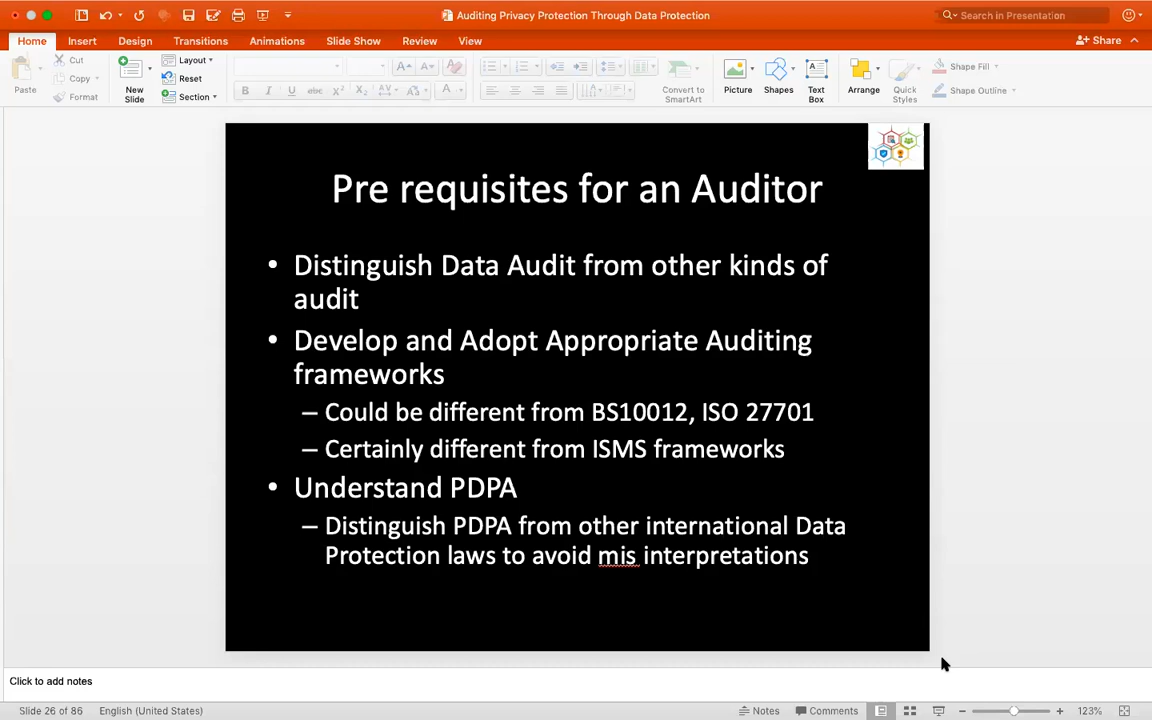 Auditing Privacy Protection Through Data Protection
Search in Presentation
Home Insert Design Transitions Animations Slide Show Review View
Share
Paste
Cut
Copy
Format
New Slide
Layout
Reset
Section
B I U abc X² X₂ AV Aa A
Convert to SmartArt
Picture
Shapes
Text Box
Arrange
Quick Styles
Shape Fill
Shape Outline
Pre requisites for an Auditor
• Distinguish Data Audit from other kinds of
audit
• Develop and Adopt Appropriate Auditing
frameworks
– Could be different from BS10012, ISO 27701
– Certainly different from ISMS frameworks
• Understand PDPA
– Distinguish PDPA from other international Data
Protection laws to avoid mis interpretations
Click to add notes
Slide 26 of 86 English (United States)
Notes Comments 123%